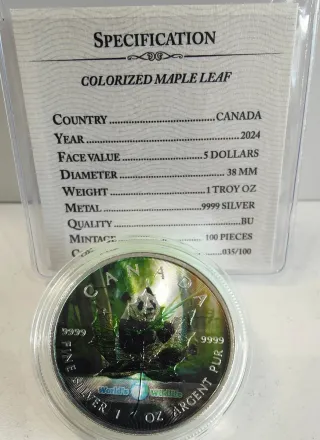 SPECIFICATION
COLORIZED MAPLE LEAF
COUNTRY..........CANADA
YEAR..........2024
FACE VALUE..........5 DOLLARS
DIAMETER..........38 MM
WEIGHT..........1 TROY OZ
METAL..........9999 SILVER
QUALITY..........BU
MINTAGE..........100 PIECES
035/100
CANADA
9999
9999
World's Wildlife
FINE SILVER 1 OZ ARGENT PUR